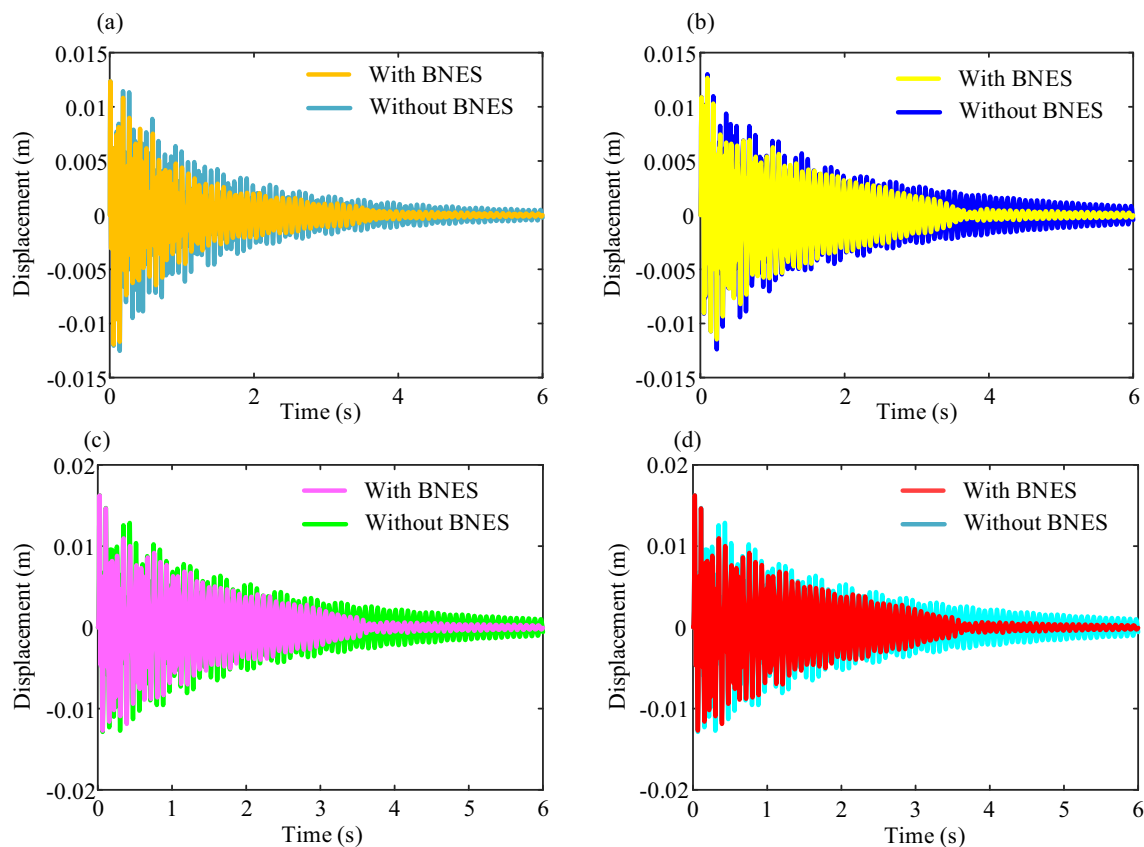 (a)
0.015
0.01
0.005
0
-0.005
-0.01
-0.015
Displacement (m)
With BNES
Without BNES
0 2 4 6
Time (s)
(b)
0.015
0.01
0.005
0
-0.005
-0.01
-0.015
Displacement (m)
With BNES
Without BNES
0 2 4 6
Time (s)
(c)
0.02
0.01
0
-0.01
-0.02
Displacement (m)
With BNES
Without BNES
0 1 2 3 4 5 6
Time (s)
(d)
0.02
0.01
0
-0.01
-0.02
Displacement (m)
With BNES
Without BNES
0 1 2 3 4 5 6
Time (s)